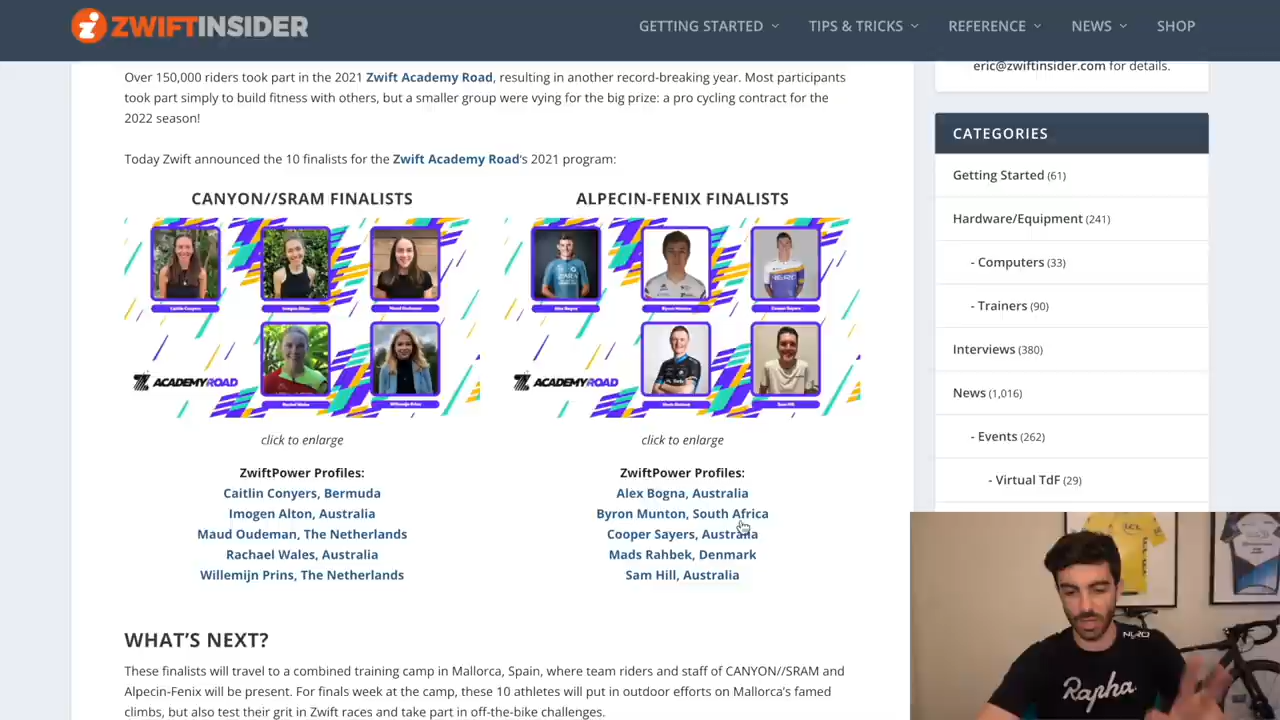 ZWIFTINSIDER
GETTING STARTED
TIPS & TRICKS
REFERENCE
NEWS
SHOP
Over 150,000 riders took part in the 2021 Zwift Academy Road, resulting in another record-breaking year. Most participants
took part simply to build fitness with others, but a smaller group were vying for the big prize: a pro cycling contract for the
2022 season!
Today Zwift announced the 10 finalists for the Zwift Academy Road's 2021 program:
CANYON//SRAM FINALISTS
ACADEMYROAD
click to enlarge
ZwiftPower Profiles:
Caitlin Conyers, Bermuda
Imogen Alton, Australia
Maud Oudeman, The Netherlands
Rachael Wales, Australia
Willemijn Prins, The Netherlands
ALPECIN-FENIX FINALISTS
ACADEMYROAD
click to enlarge
ZwiftPower Profiles:
Alex Bogna, Australia
Byron Munton, South Africa
Cooper Sayers, Australia
Mads Rahbek, Denmark
Sam Hill, Australia
WHAT'S NEXT?
These finalists will travel to a combined training camp in Mallorca, Spain, where team riders and staff of CANYON//SRAM and
Alpecin-Fenix will be present. For finals week at the camp, these 10 athletes will put in outdoor efforts on Mallorca's famed
climbs, but also test their grit in Zwift races and take part in off-the-bike challenges.
eric@zwiftinsider.com for details.
CATEGORIES
Getting Started (61)
Hardware/Equipment (241)
- Computers (33)
- Trainers (90)
Interviews (380)
News (1,016)
- Events (262)
- Virtual TdF (29)
LCL
NERO
Rapha